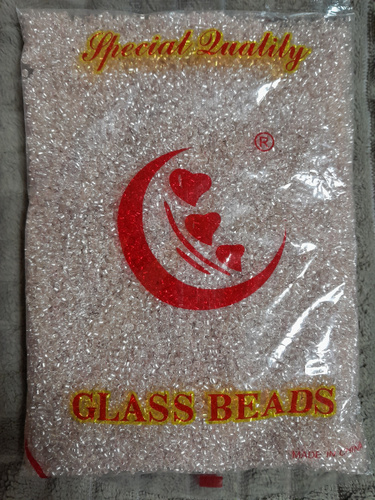 Special Quality
®
GLASS BEADS
MADE IN CHINA